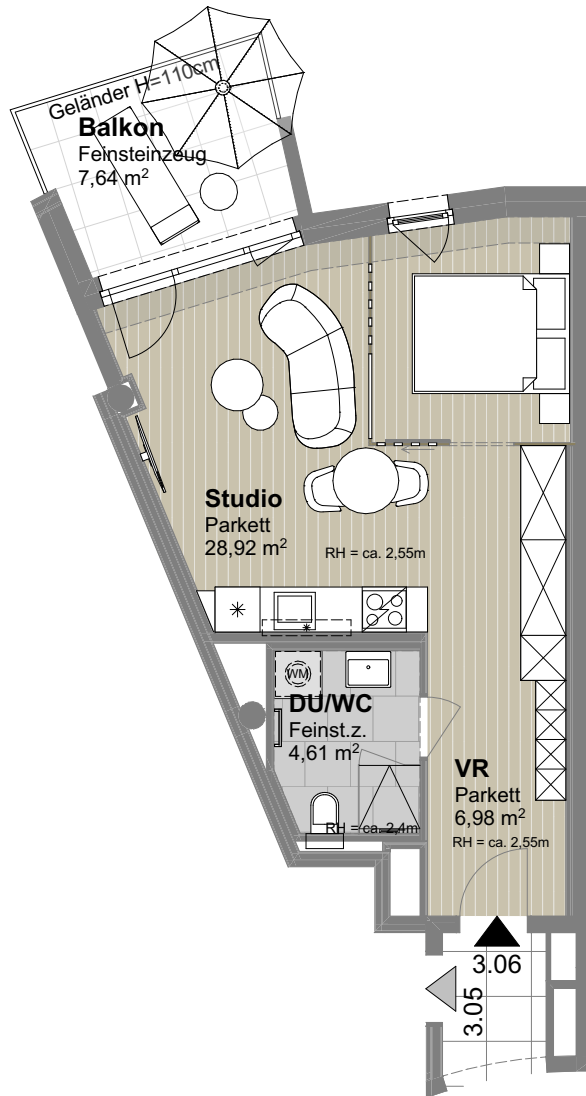 Geländer H=110cm
Balkon
Feinsteinzeug
7,64 m²
Studio
Parkett
28,92 m²
RH = ca. 2,55m
WM
DU/WC
Feinst.z.
4,61 m²
RH = ca. 2,4m
VR
Parkett
6,98 m²
RH = ca. 2,55m
3.06
3.05